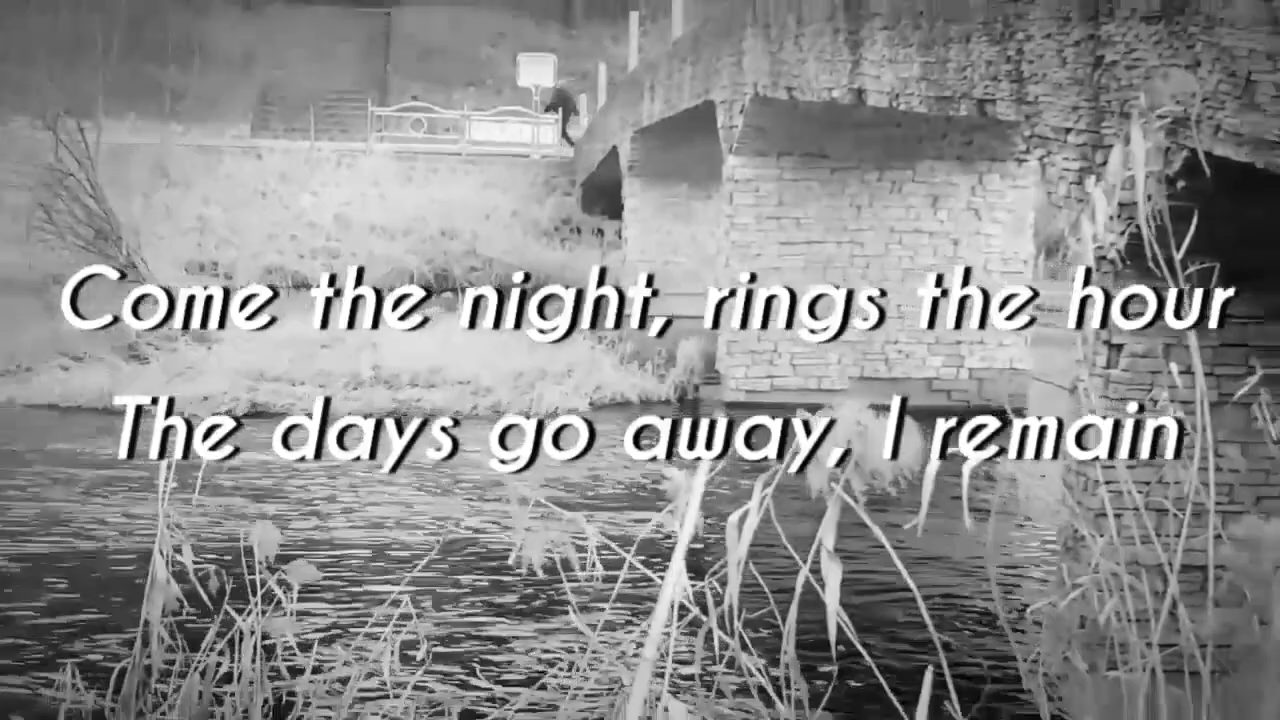 Come the night, rings the hour
The days go away, I remain